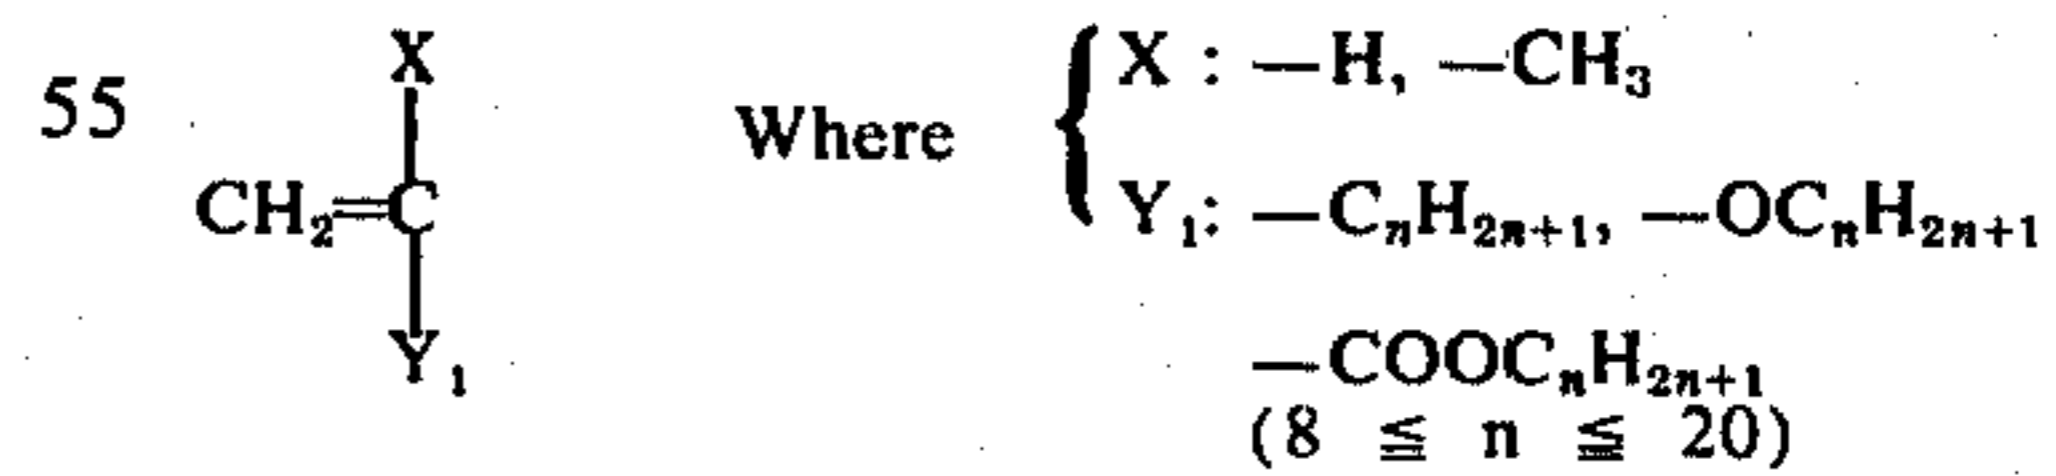 X
X : —H, —CH₃
55
Where
CH₂=C
Y₁: —CₙH₂ₙ₊₁, —OCₙH₂ₙ₊₁
Y₁
—COOCₙH₂ₙ₊₁
(8 ≦ n ≦ 20)